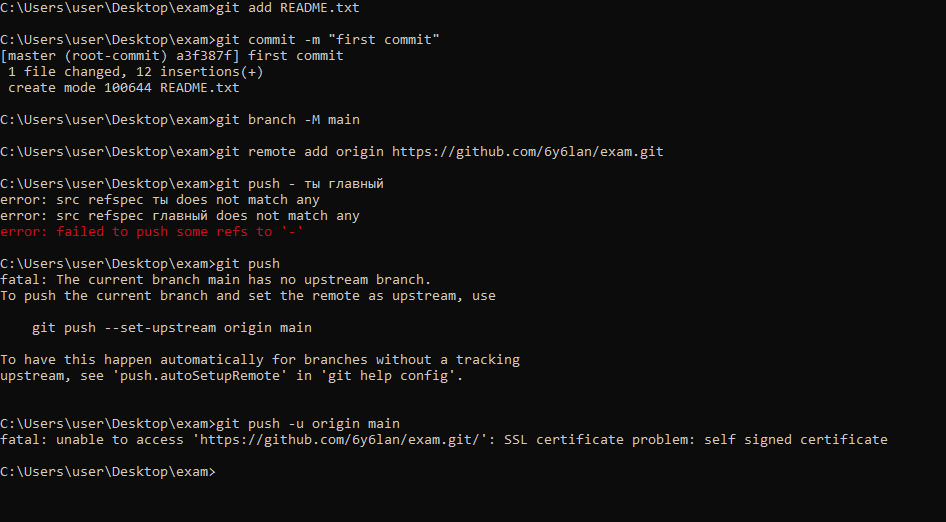 C:\Users\user\Desktop\exam>git add README.txt
C:\Users\user\Desktop\exam>git commit -m "first commit"
[master (root-commit) a3f387f] first commit
1 file changed, 12 insertions(+)
create mode 100644 README.txt
C:\Users\user\Desktop\exam>git branch -M main
C:\Users\user\Desktop\exam>git remote add origin https://github.com/6y6lan/exam.git
C:\Users\user\Desktop\exam>git push - ты главный
error: src refspec ты does not match any
error: src refspec главный does not match any
error: failed to push some refs to '-'
C:\Users\user\Desktop\exam>git push
fatal: The current branch main has no upstream branch.
To push the current branch and set the remote as upstream, use
git push --set-upstream origin main
To have this happen automatically for branches without a tracking
upstream, see 'push.autoSetupRemote' in 'git help config'.
C:\Users\user\Desktop\exam>git push -u origin main
fatal: unable to access 'https://github.com/6y6lan/exam.git/': SSL certificate problem: self signed certificate
C:\Users\user\Desktop\exam>